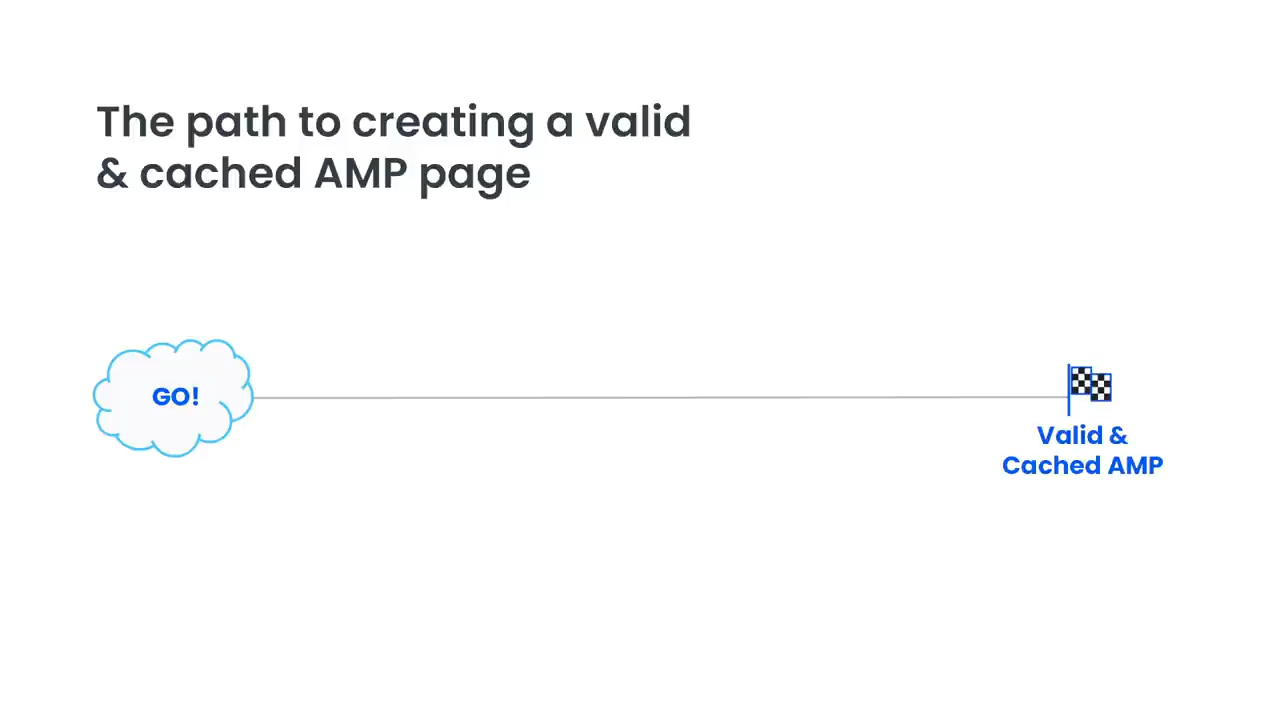 The path to creating a valid
& cached AMP page
GO!
Valid &
Cached AMP